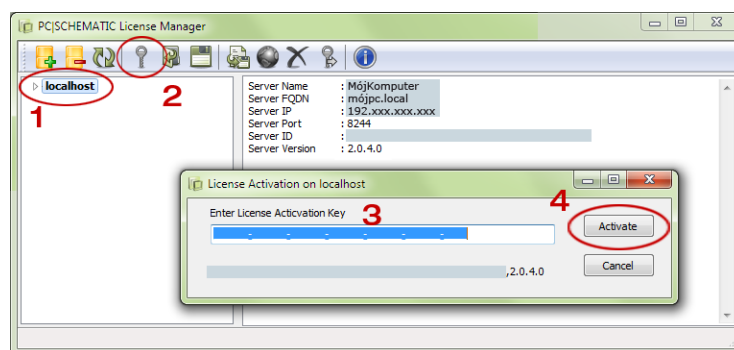 PC|SCHEMATIC License Manager
localhost
1
2
Server Name : MójKomputer
Server FQDN : mójpc.local
Server IP : 192.xxx.xxx.xxx
Server Port : 8244
Server ID :
Server Version : 2.0.4.0
License Activation on localhost
Enter License Acticvation Key
3
4
- - - - - -
Activate
,2.0.4.0
Cancel